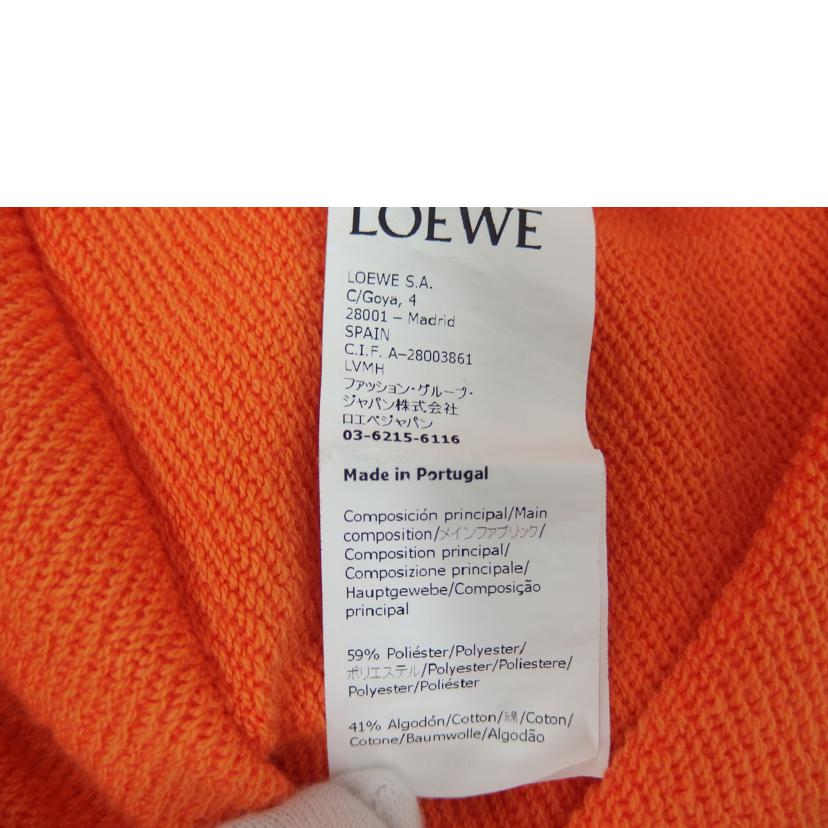 LOEWE
LOEWE S.A.
C/Goya, 4
28001 – Madrid
SPAIN
C.I.F. A–28003861
LVMH
ファッション・グループ・
ジャパン株式会社
ロエベジャパン
03-6215-6116
Made in Portugal
Composición principal/Main
composition/メインファブリック/
Composition principal/
Composizione principale/
Hauptgewebe/Composição
principal
59% Poliéster/Polyester/
ポリエステル/Polyester/Poliestere/
Polyester/Poliéster
41% Algodón/Cotton/綿/Coton/
Cotone/Baumwolle/Algodão